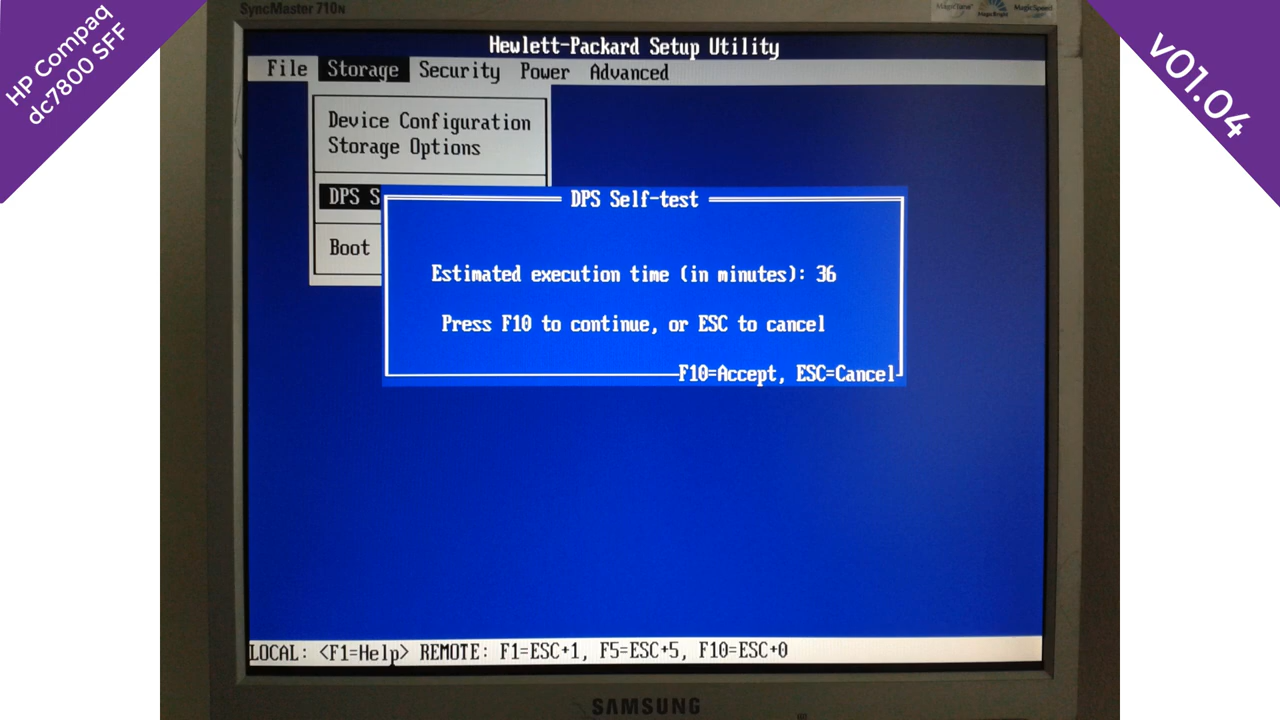 HP Compaq
dc7800 SFF
v01.04
SyncMaster 710N
MagicTune MagicBright MagicSpeed
Hewlett-Packard Setup Utility
File Storage Security Power Advanced
Device Configuration
Storage Options
DPS S
Boot
DPS Self-test
Estimated execution time (in minutes): 36
Press F10 to continue, or ESC to cancel
F10=Accept, ESC=Cancel
LOCAL: <F1=Help> REMOTE: F1=ESC+1, F5=ESC+5, F10=ESC+0
SAMSUNG